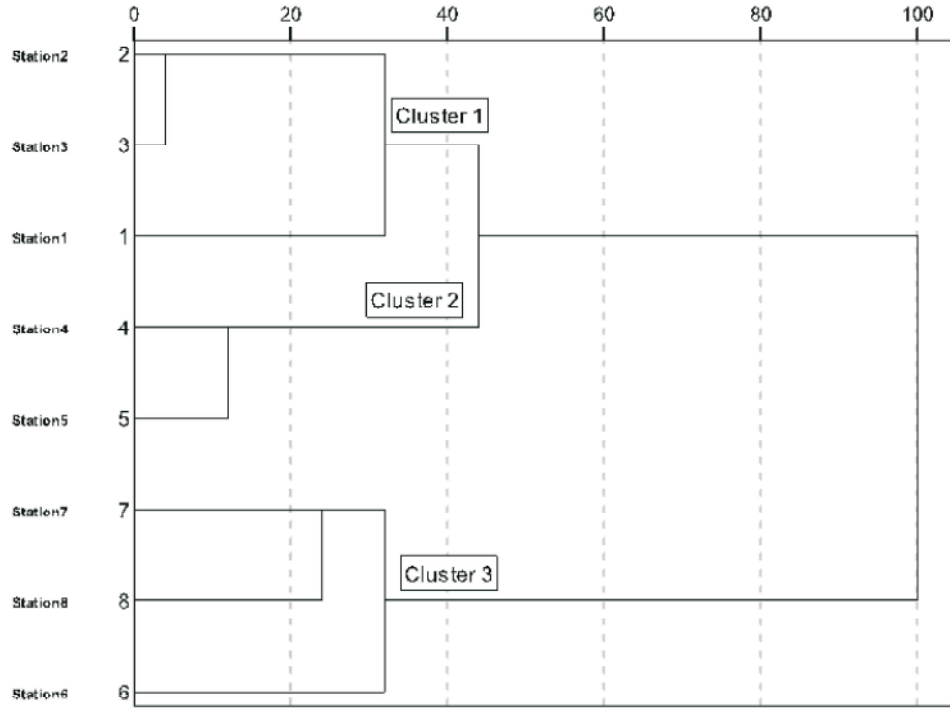 0 20 40 60 80 100
Station2 2
Cluster 1
Station3 3
Station1 1
Cluster 2
Station4 4
Station5 5
Station7 7
Cluster 3
Station8 8
Station6 6